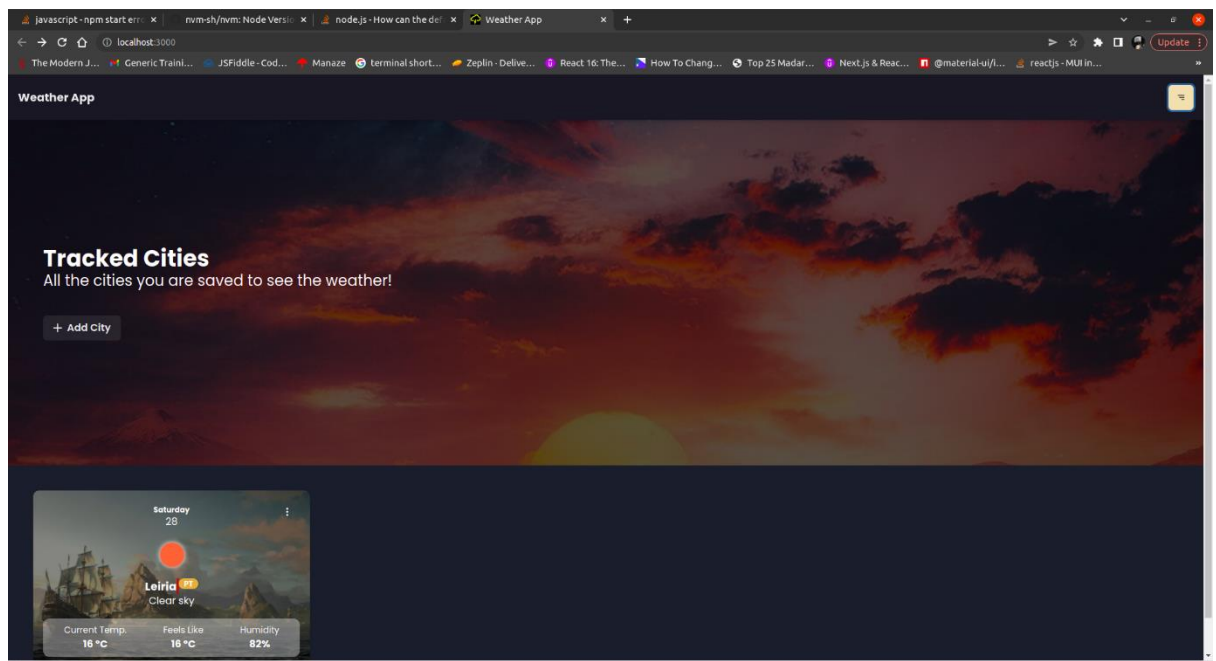 javascript - npm start erro
nvm-sh/nvm: Node Versio
node.js - How can the def
Weather App
localhost:3000
Update
The Modern J...
Generic Traini...
JSFiddle - Cod...
Manaze
terminal short...
Zeplin - Delive...
React 16: The...
How To Chang...
Top 25 Madar...
Next.js & Reac...
@material-ui/i...
reactjs - MUI in...
»
Weather App
Tracked Cities
All the cities you are saved to see the weather!
+ Add City
Saturday
28
Leiria PT
Clear sky
Current Temp. Feels Like Humidity
16 °C 16 °C 82%